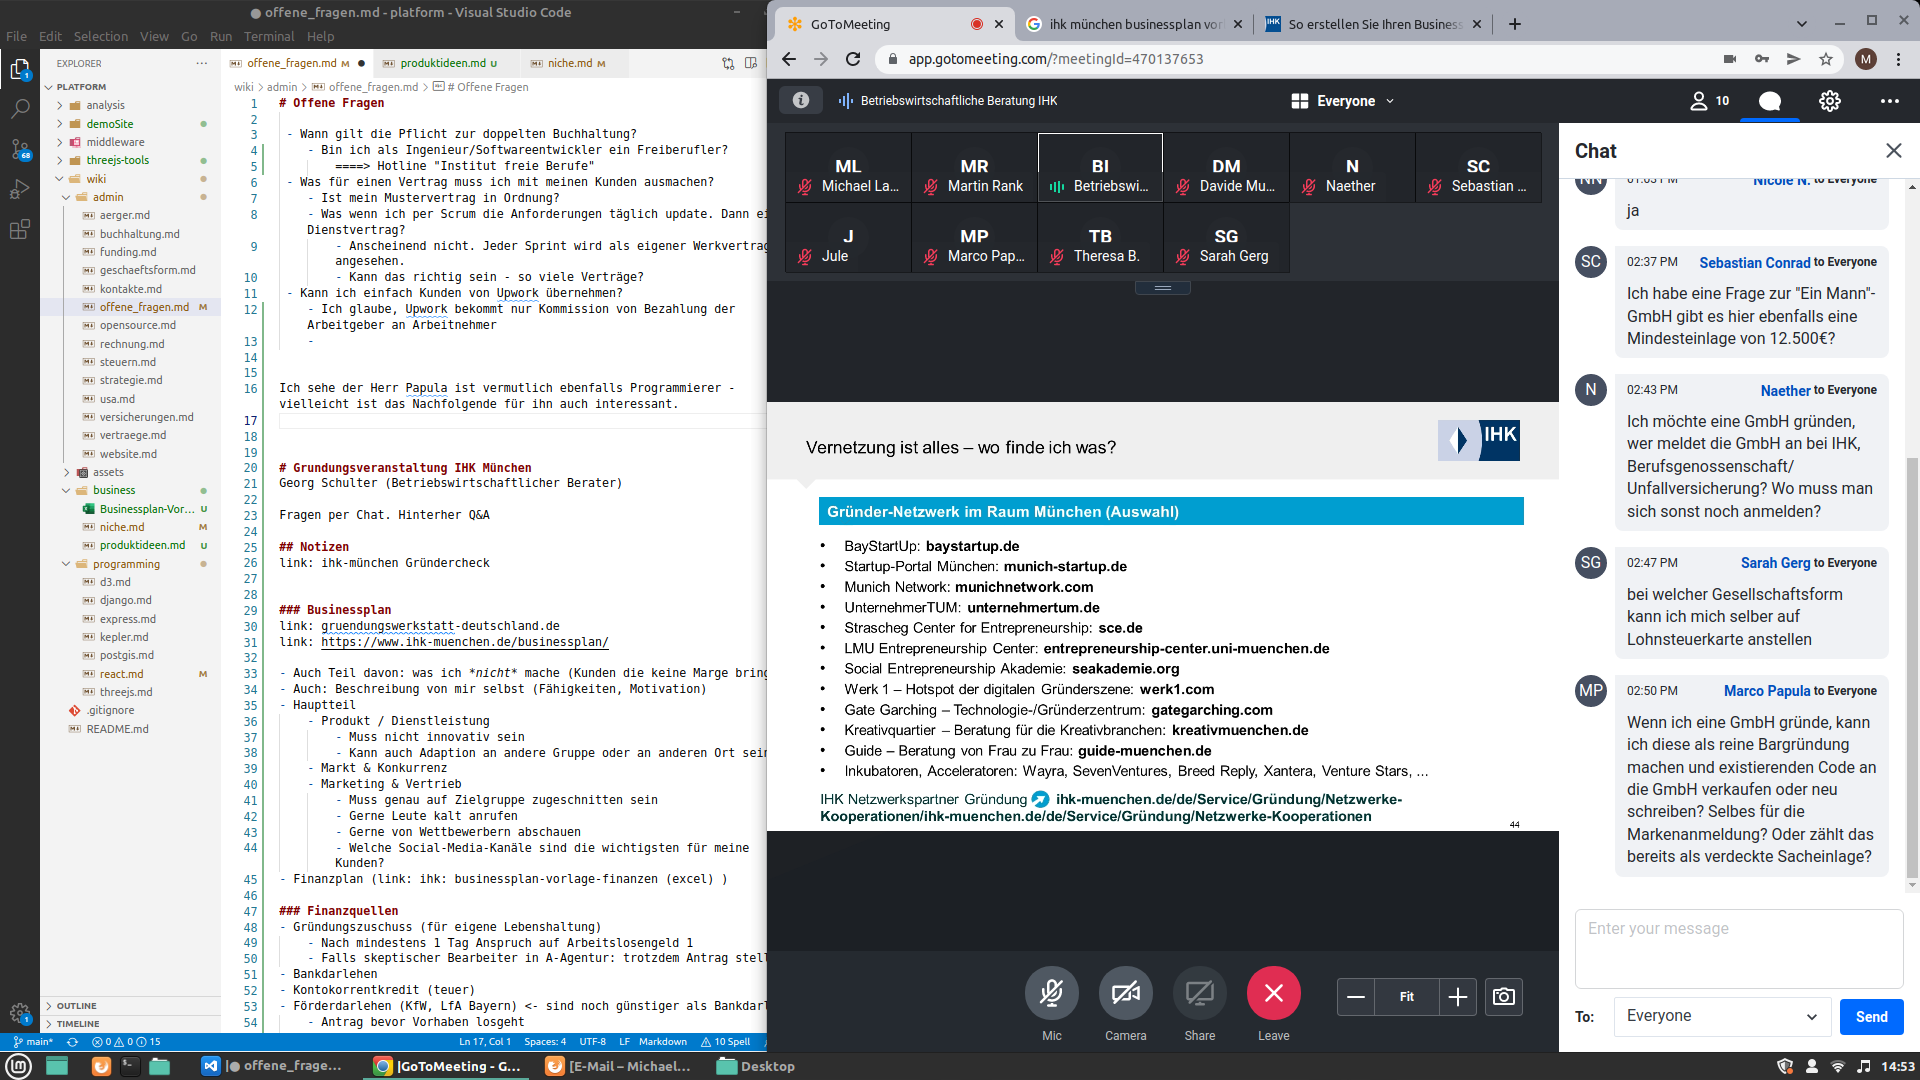 offene_fragen.md - platform - Visual Studio Code
File Edit Selection View Go Run Terminal Help
EXPLORER
PLATFORM
analysis
demoSite
middleware
threejs-tools
wiki
admin
aerger.md
buchhaltung.md
funding.md
geschaeftsform.md
kontakte.md
offene_fragen.md M
opensource.md
rechnung.md
steuern.md
strategie.md
usa.md
versicherungen.md
vertraege.md
website.md
assets
business
Businessplan-Vor... U
niche.md M
produktideen.md U
programming
d3.md
django.md
express.md
kepler.md
postgis.md
react.md M
threejs.md
.gitignore
README.md
OUTLINE
TIMELINE
offene_fragen.md M
produktideen.md U
niche.md M
wiki > admin > offene_fragen.md > # Offene Fragen
1 # Offene Fragen
2
3 - Wann gilt die Pflicht zur doppelten Buchhaltung?
4 - Bin ich als Ingenieur/Softwareentwickler ein Freiberufler?
5 ====> Hotline "Institut freie Berufe"
6 - Was für einen Vertrag muss ich mit meinen Kunden ausmachen?
7 - Ist mein Mustervertrag in Ordnung?
8 - Was wenn ich per Scrum die Anforderungen täglich update. Dann ei
Dienstvertrag?
9 - Anscheinend nicht. Jeder Sprint wird als eigener Werkvertrag
angesehen.
10 - Kann das richtig sein - so viele Verträge?
11 - Kann ich einfach Kunden von Upwork übernehmen?
12 - Ich glaube, Upwork bekommt nur Kommission von Bezahlung der
Arbeitgeber an Arbeitnehmer
13 -
14
15
16 Ich sehe der Herr Papula ist vermutlich ebenfalls Programmierer -
vielleicht ist das Nachfolgende für ihn auch interessant.
17
18
19
20 # Grundungsveranstaltung IHK München
21 Georg Schulter (Betriebswirtschaftlicher Berater)
22
23 Fragen per Chat. Hinterher Q&A
24
25 ## Notizen
26 link: ihk-münchen Gründercheck
27
28
29 ### Businessplan
30 link: gruendungswerkstatt-deutschland.de
31 link: https://www.ihk-muenchen.de/businessplan/
32
33 - Auch Teil davon: was ich *nicht* mache (Kunden die keine Marge bring
34 - Auch: Beschreibung von mir selbst (Fähigkeiten, Motivation)
35 - Hauptteil
36 - Produkt / Dienstleistung
37 - Muss nicht innovativ sein
38 - Kann auch Adaption an andere Gruppe oder an anderen Ort sein
39 - Markt & Konkurrenz
40 - Marketing & Vertrieb
41 - Muss genau auf Zielgruppe zugeschnitten sein
42 - Gerne Leute kalt anrufen
43 - Gerne von Wettbewerbern abschauen
44 - Welche Social-Media-Kanäle sind die wichtigsten für meine
Kunden?
45 - Finanzplan (link: ihk: businessplan-vorlage-finanzen (excel) )
46
47 ### Finanzquellen
48 - Gründungszuschuss (für eigene Lebenshaltung)
49 - Nach mindestens 1 Tag Anspruch auf Arbeitslosengeld 1
50 - Falls skeptischer Bearbeiter in A-Agentur: trotzdem Antrag stell
51 - Bankdarlehen
52 - Kontokorrentkredit (teuer)
53 - Förderdarlehen (KfW, LfA Bayern) <- sind noch günstiger als Bankdarl
54 - Antrag bevor Vorhaben losgeht
main* 0 0 15 Ln 17, Col 1 Spaces: 4 UTF-8 LF Markdown 10 Spell
GoToMeeting
ihk münchen businessplan vor
So erstellen Sie Ihren Business
app.gotomeeting.com/?meetingId=470137653
M
Betriebswirtschaftliche Beratung IHK
Everyone
10
ML
Michael La...
MR
Martin Rank
BI
Betriebswi...
DM
Davide Mu...
N
Naether
SC
Sebastian ...
J
Jule
MP
Marco Pap...
TB
Theresa B.
SG
Sarah Gerg
Vernetzung ist alles – wo finde ich was?
IHK
Gründer-Netzwerk im Raum München (Auswahl)
• BayStartUp: baystartup.de
• Startup-Portal München: munich-startup.de
• Munich Network: munichnetwork.com
• UnternehmerTUM: unternehmertum.de
• Strascheg Center for Entrepreneurship: sce.de
• LMU Entrepreneurship Center: entrepreneurship-center.uni-muenchen.de
• Social Entrepreneurship Akademie: seakademie.org
• Werk 1 – Hotspot der digitalen Gründerszene: werk1.com
• Gate Garching – Technologie-/Gründerzentrum: gategarching.com
• Kreativquartier – Beratung für die Kreativbranchen: kreativmuenchen.de
• Guide – Beratung von Frau zu Frau: guide-muenchen.de
• Inkubatoren, Acceleratoren: Wayra, SevenVentures, Breed Reply, Xantera, Venture Stars, ...
IHK Netzwerkspartner Gründung ihk-muenchen.de/de/Service/Gründung/Netzwerke-
Kooperationen/ihk-muenchen.de/de/Service/Gründung/Netzwerke-Kooperationen
44
Mic
Camera
Share
Leave
Fit
Chat
NN 01:03 PM Nicole N. to Everyone
ja
SC 02:37 PM Sebastian Conrad to Everyone
Ich habe eine Frage zur "Ein Mann"-
GmbH gibt es hier ebenfalls eine
Mindesteinlage von 12.500€?
N 02:43 PM Naether to Everyone
Ich möchte eine GmbH gründen,
wer meldet die GmbH an bei IHK,
Berufsgenossenschaft/
Unfallversicherung? Wo muss man
sich sonst noch anmelden?
SG 02:47 PM Sarah Gerg to Everyone
bei welcher Gesellschaftsform
kann ich mich selber auf
Lohnsteuerkarte anstellen
MP 02:50 PM Marco Papula to Everyone
Wenn ich eine GmbH gründe, kann
ich diese als reine Bargründung
machen und existierenden Code an
die GmbH verkaufen oder neu
schreiben? Selbes für die
Markenanmeldung? Oder zählt das
bereits als verdeckte Sacheinlage?
Enter your message
To: Everyone
Send
offene_frage...
GoToMeeting - G...
[E-Mail – Michael...
Desktop
14:53